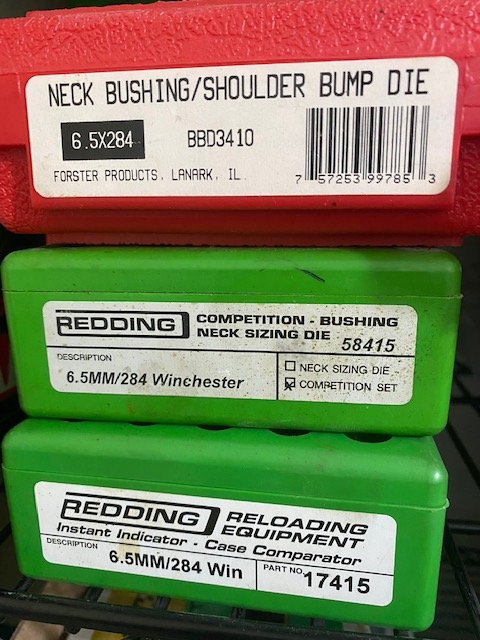 NECK BUSHING/SHOULDER BUMP DIE
6.5X284 BBD3410
FORSTER PRODUCTS. LANARK, IL.
7 57253 99785 3
REDDING COMPETITION - BUSHING
NECK SIZING DIE 58415
DESCRIPTION
6.5MM/284 Winchester
NECK SIZING DIE
COMPETITION SET
REDDING RELOADING
EQUIPMENT
Instant Indicator - Case Comparator
DESCRIPTION
6.5MM/284 Win
PART NO. 17415